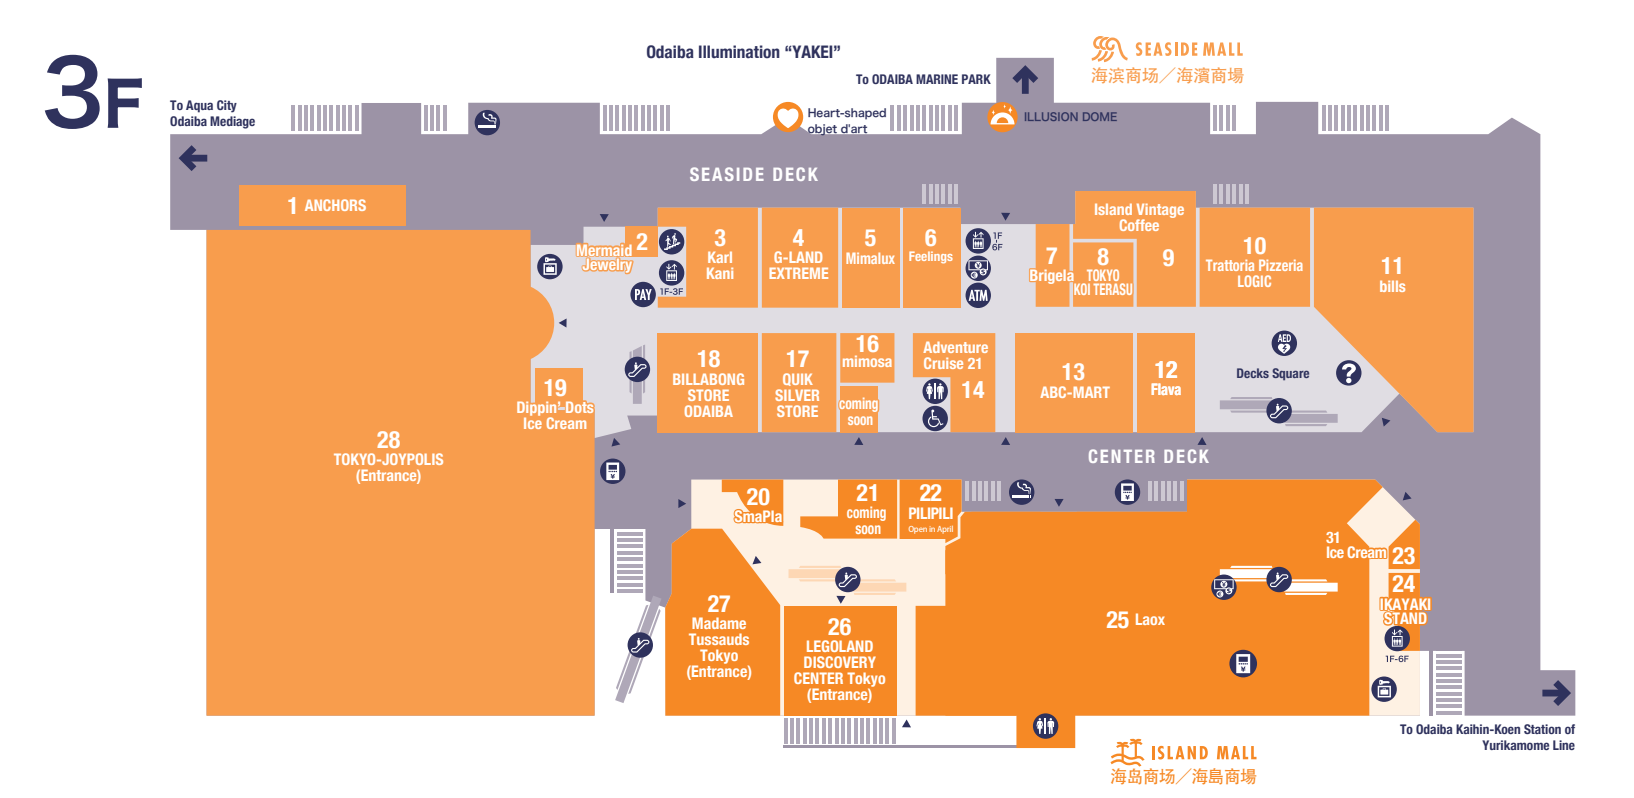 3F
Odaiba Illumination “YAKEI”
SEASIDE MALL
海滨商场／海濱商場
To ODAIBA MARINE PARK
To Aqua City
Odaiba Mediage
Heart-shaped
objet d'art
ILLUSION DOME
SEASIDE DECK
1 ANCHORS
2
Mermaid
Jewelry
1F-3F
PAY
3
Karl
Kani
4
G-LAND
EXTREME
5
Mimalux
6
Feelings
1F
-
6F
ATM
7
Brigela
Island Vintage
Coffee
8
TOKYO
KOI TERASU
9
10
Trattoria Pizzeria
LOGIC
11
bills
18
BILLABONG
STORE
ODAIBA
17
QUIK
SILVER
STORE
16
mimosa
coming
soon
Adventure
Cruise 21
14
13
ABC-MART
12
Flava
AED
Decks Square
?
19
Dippin' Dots
Ice Cream
28
TOKYO-JOYPOLIS
(Entrance)
CENTER DECK
20
SmaPla
21
coming
soon
22
PILIPILI
Open in April
31
Ice Cream
23
24
IKAYAKI
STAND
1F-6F
25 Laox
27
Madame
Tussauds
Tokyo
(Entrance)
26
LEGOLAND
DISCOVERY
CENTER Tokyo
(Entrance)
To Odaiba Kaihin-Koen Station of
Yurikamome Line
ISLAND MALL
海岛商场／海島商場